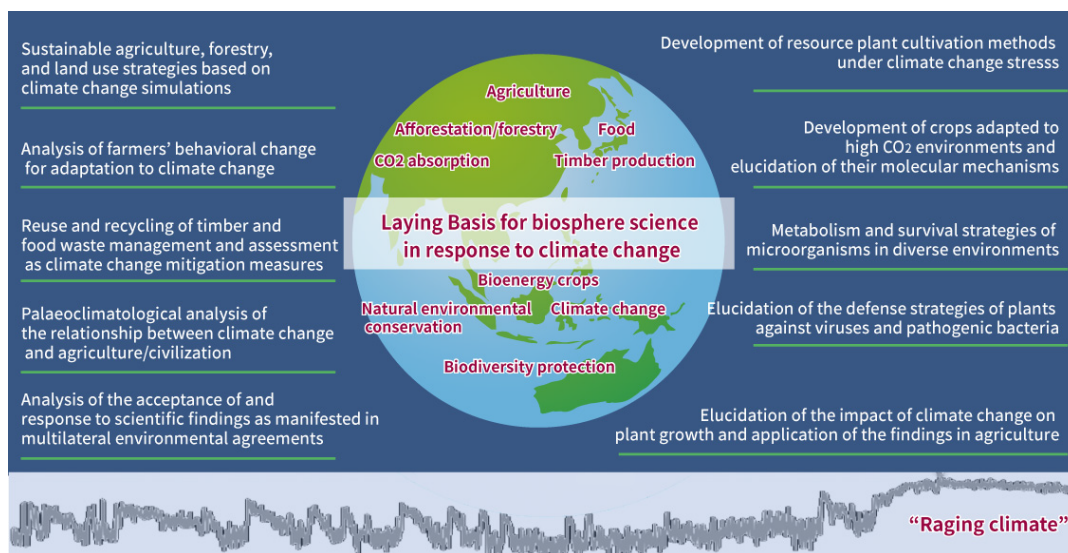 Sustainable agriculture, forestry,
and land use strategies based on
climate change simulations
Analysis of farmers' behavioral change
for adaptation to climate change
Reuse and recycling of timber and
food waste management and assessment
as climate change mitigation measures
Palaeoclimatological analysis of
the relationship between climate change
and agriculture/civilization
Analysis of the acceptance of and
response to scientific findings as manifested in
multilateral environmental agreements
Agriculture
Afforestation/forestry
Food
CO2 absorption
Timber production
Laying Basis for biosphere science
in response to climate change
Bioenergy crops
Natural environmental
conservation
Climate change
Biodiversity protection
Development of resource plant cultivation methods
under climate change stresss
Development of crops adapted to
high CO2 environments and
elucidation of their molecular mechanisms
Metabolism and survival strategies of
microorganisms in diverse environments
Elucidation of the defense strategies of plants
against viruses and pathogenic bacteria
Elucidation of the impact of climate change on
plant growth and application of the findings in agriculture
"Raging climate"